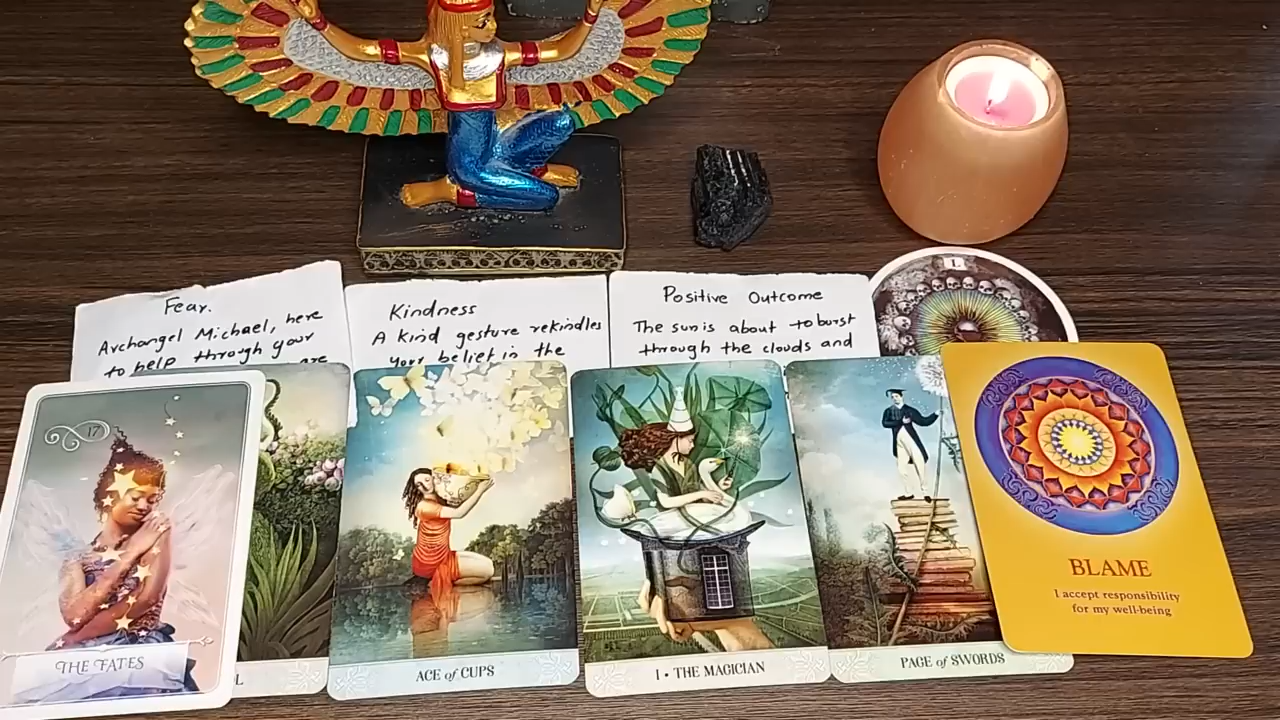 Fear.
Archangel Michael, here
to help through your
are
Kindness
A kind gesture rekindles
your belief in the
Positive Outcome
The sun is about to burst
through the clouds and
1.
17
THE FATES
L
ACE of CUPS
I • THE MAGICIAN
PAGE of SWORDS
BLAME
I accept responsibility
for my well-being